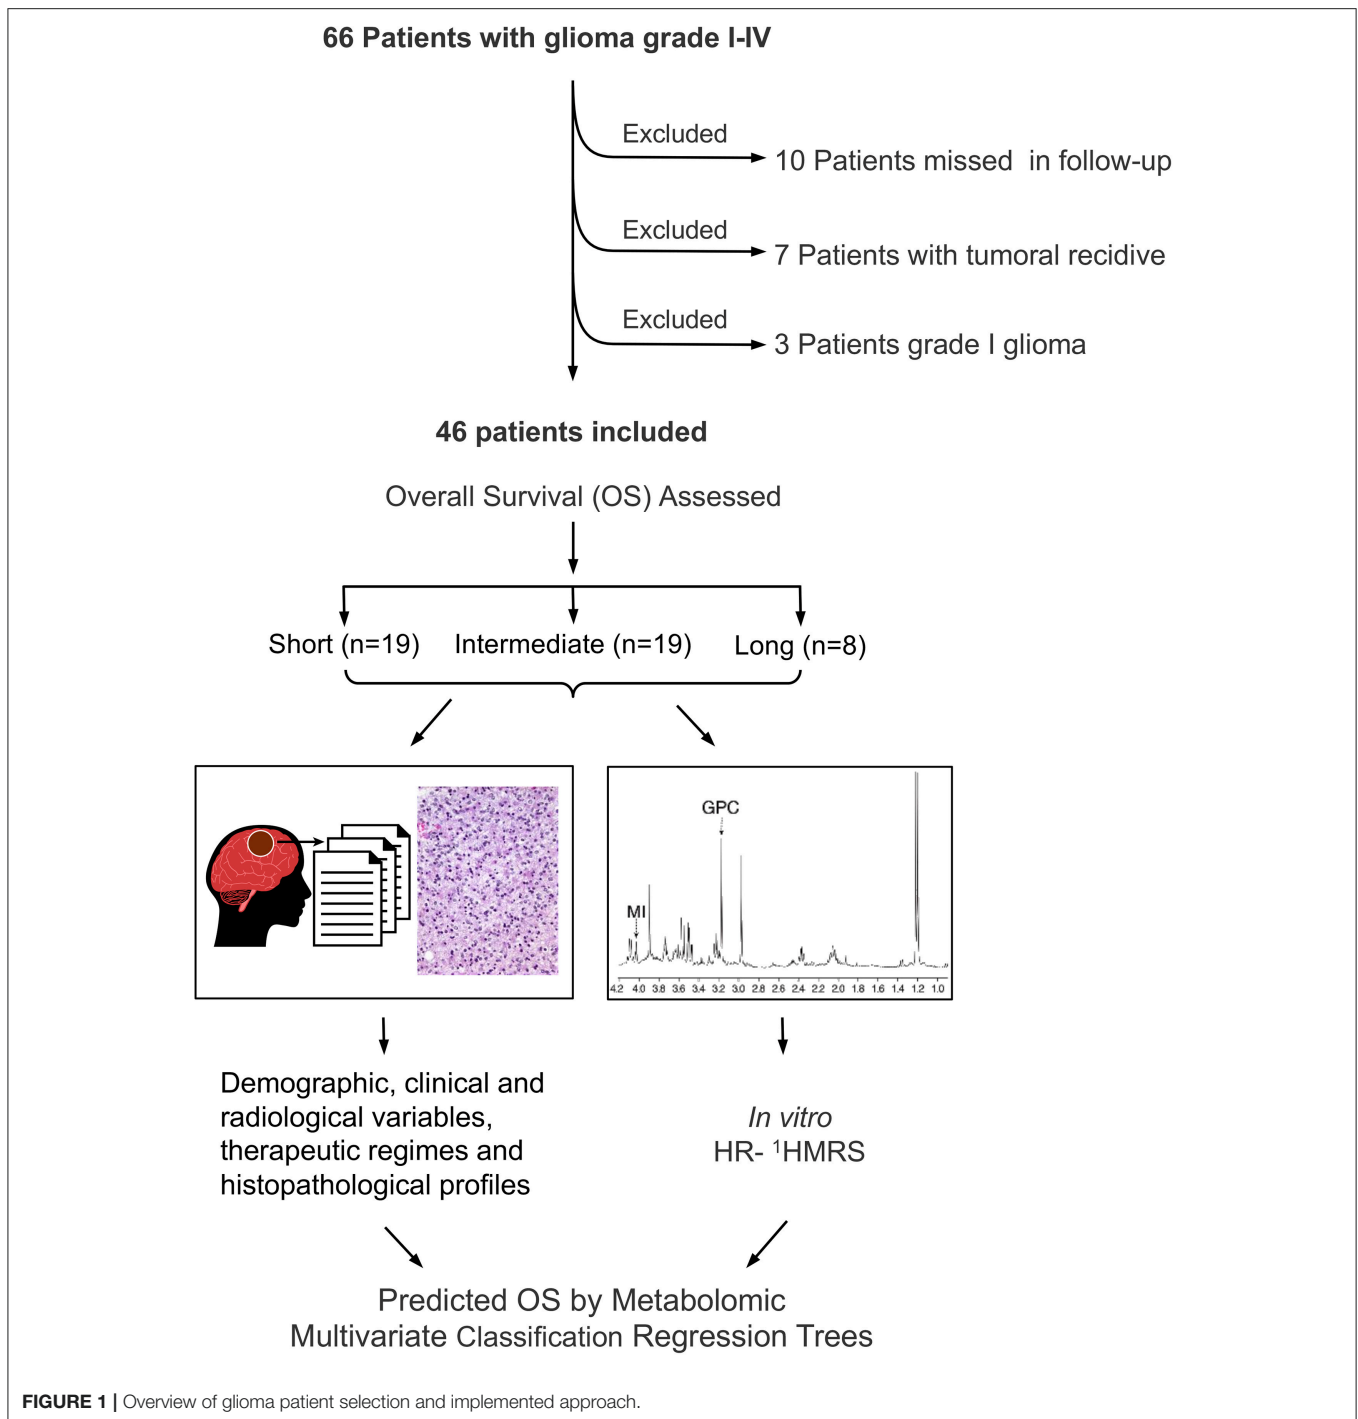 66 Patients with glioma grade I-IV
Excluded
10 Patients missed in follow-up
Excluded
7 Patients with tumoral recidive
Excluded
3 Patients grade I glioma
46 patients included
Overall Survival (OS) Assessed
Short (n=19) Intermediate (n=19) Long (n=8)
GPC
MI
4.2 4.0 3.8 3.6 3.4 3.2 3.0 2.8 2.6 2.4 2.2 2.0 1.8 1.6 1.4 1.2 1.0
Demographic, clinical and
radiological variables,
therapeutic regimes and
histopathological profiles
In vitro
HR- ¹HMRS
Predicted OS by Metabolomic
Multivariate Classification Regression Trees
FIGURE 1 | Overview of glioma patient selection and implemented approach.